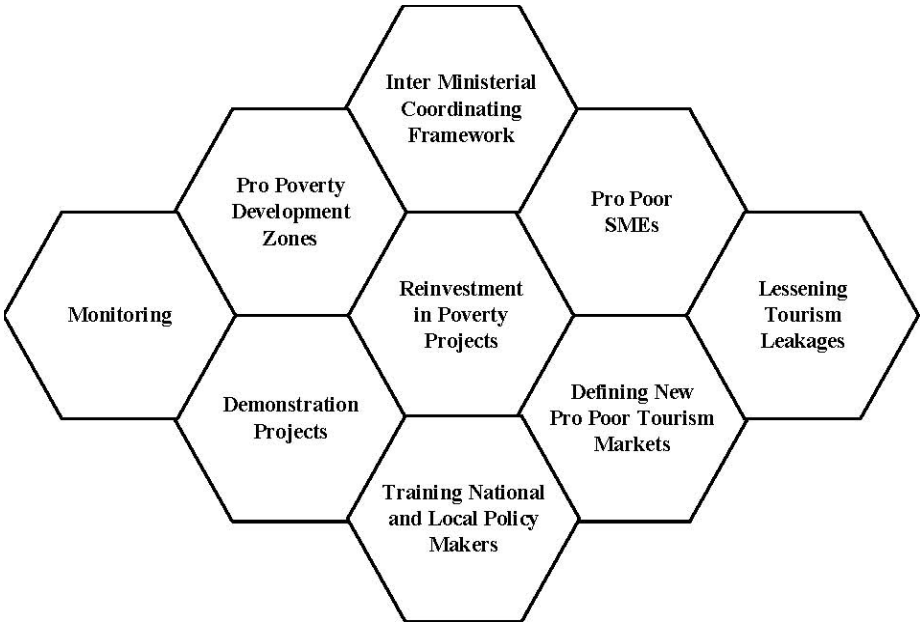 Inter Ministerial
Coordinating
Framework
Pro Poverty
Development
Zones
Pro Poor
SMEs
Monitoring
Reinvestment
in Poverty
Projects
Lessening
Tourism
Leakages
Demonstration
Projects
Defining New
Pro Poor Tourism
Markets
Training National
and Local Policy
Makers